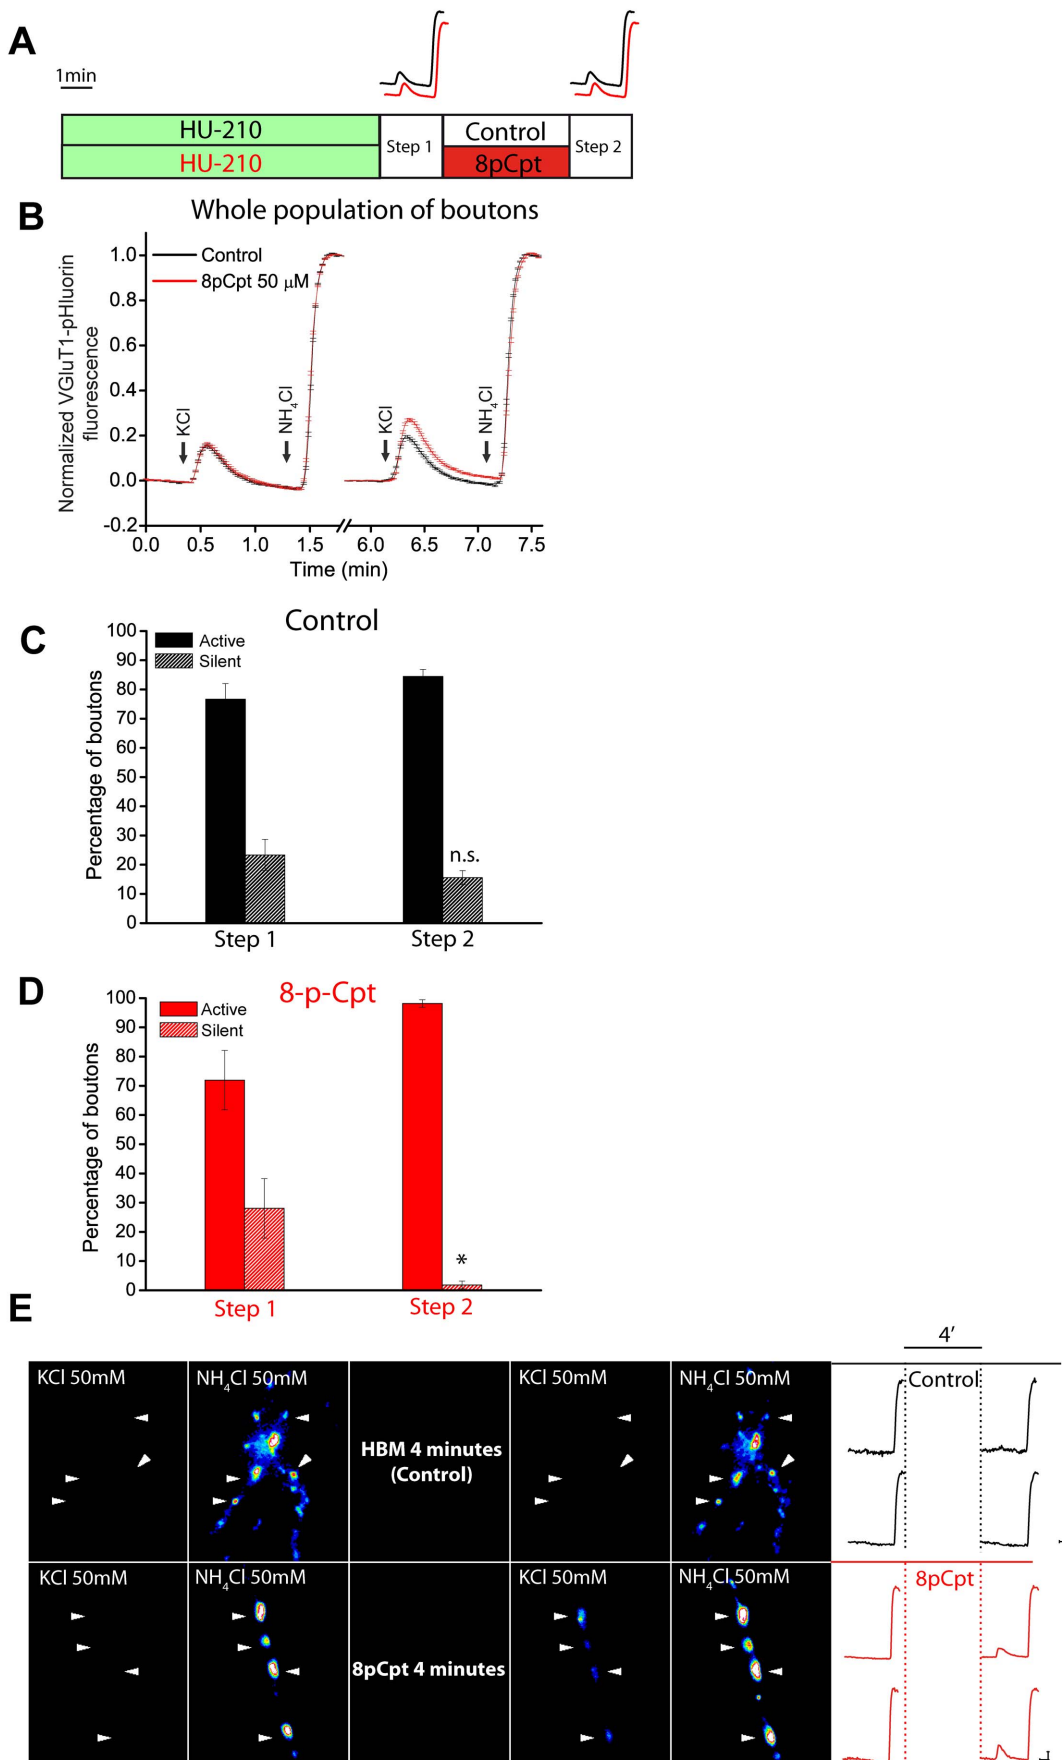 A
1min
HU-210
HU-210
Step 1
Control
8pCpt
Step 2
B
Whole population of boutons
Normalized VGluT1-pHluorin
fluorescence
1.0
0.8
0.6
0.4
0.2
0.0
-0.2
Control
8pCpt 50 μM
KCl
NH4Cl
KCl
NH4Cl
0.0 0.5 1.0 1.5 6.0 6.5 7.0 7.5
Time (min)
C
Control
Percentage of boutons
100
90
80
70
60
50
40
30
20
10
0
Active
Silent
n.s.
Step 1
Step 2
D
8-p-Cpt
Percentage of boutons
100
90
80
70
60
50
40
30
20
10
0
Active
Silent
*
Step 1
Step 2
E
4’
KCl 50mM
NH4Cl 50mM
HBM 4 minutes
(Control)
KCl 50mM
NH4Cl 50mM
Control
KCl 50mM
NH4Cl 50mM
8pCpt 4 minutes
KCl 50mM
NH4Cl 50mM
8pCpt